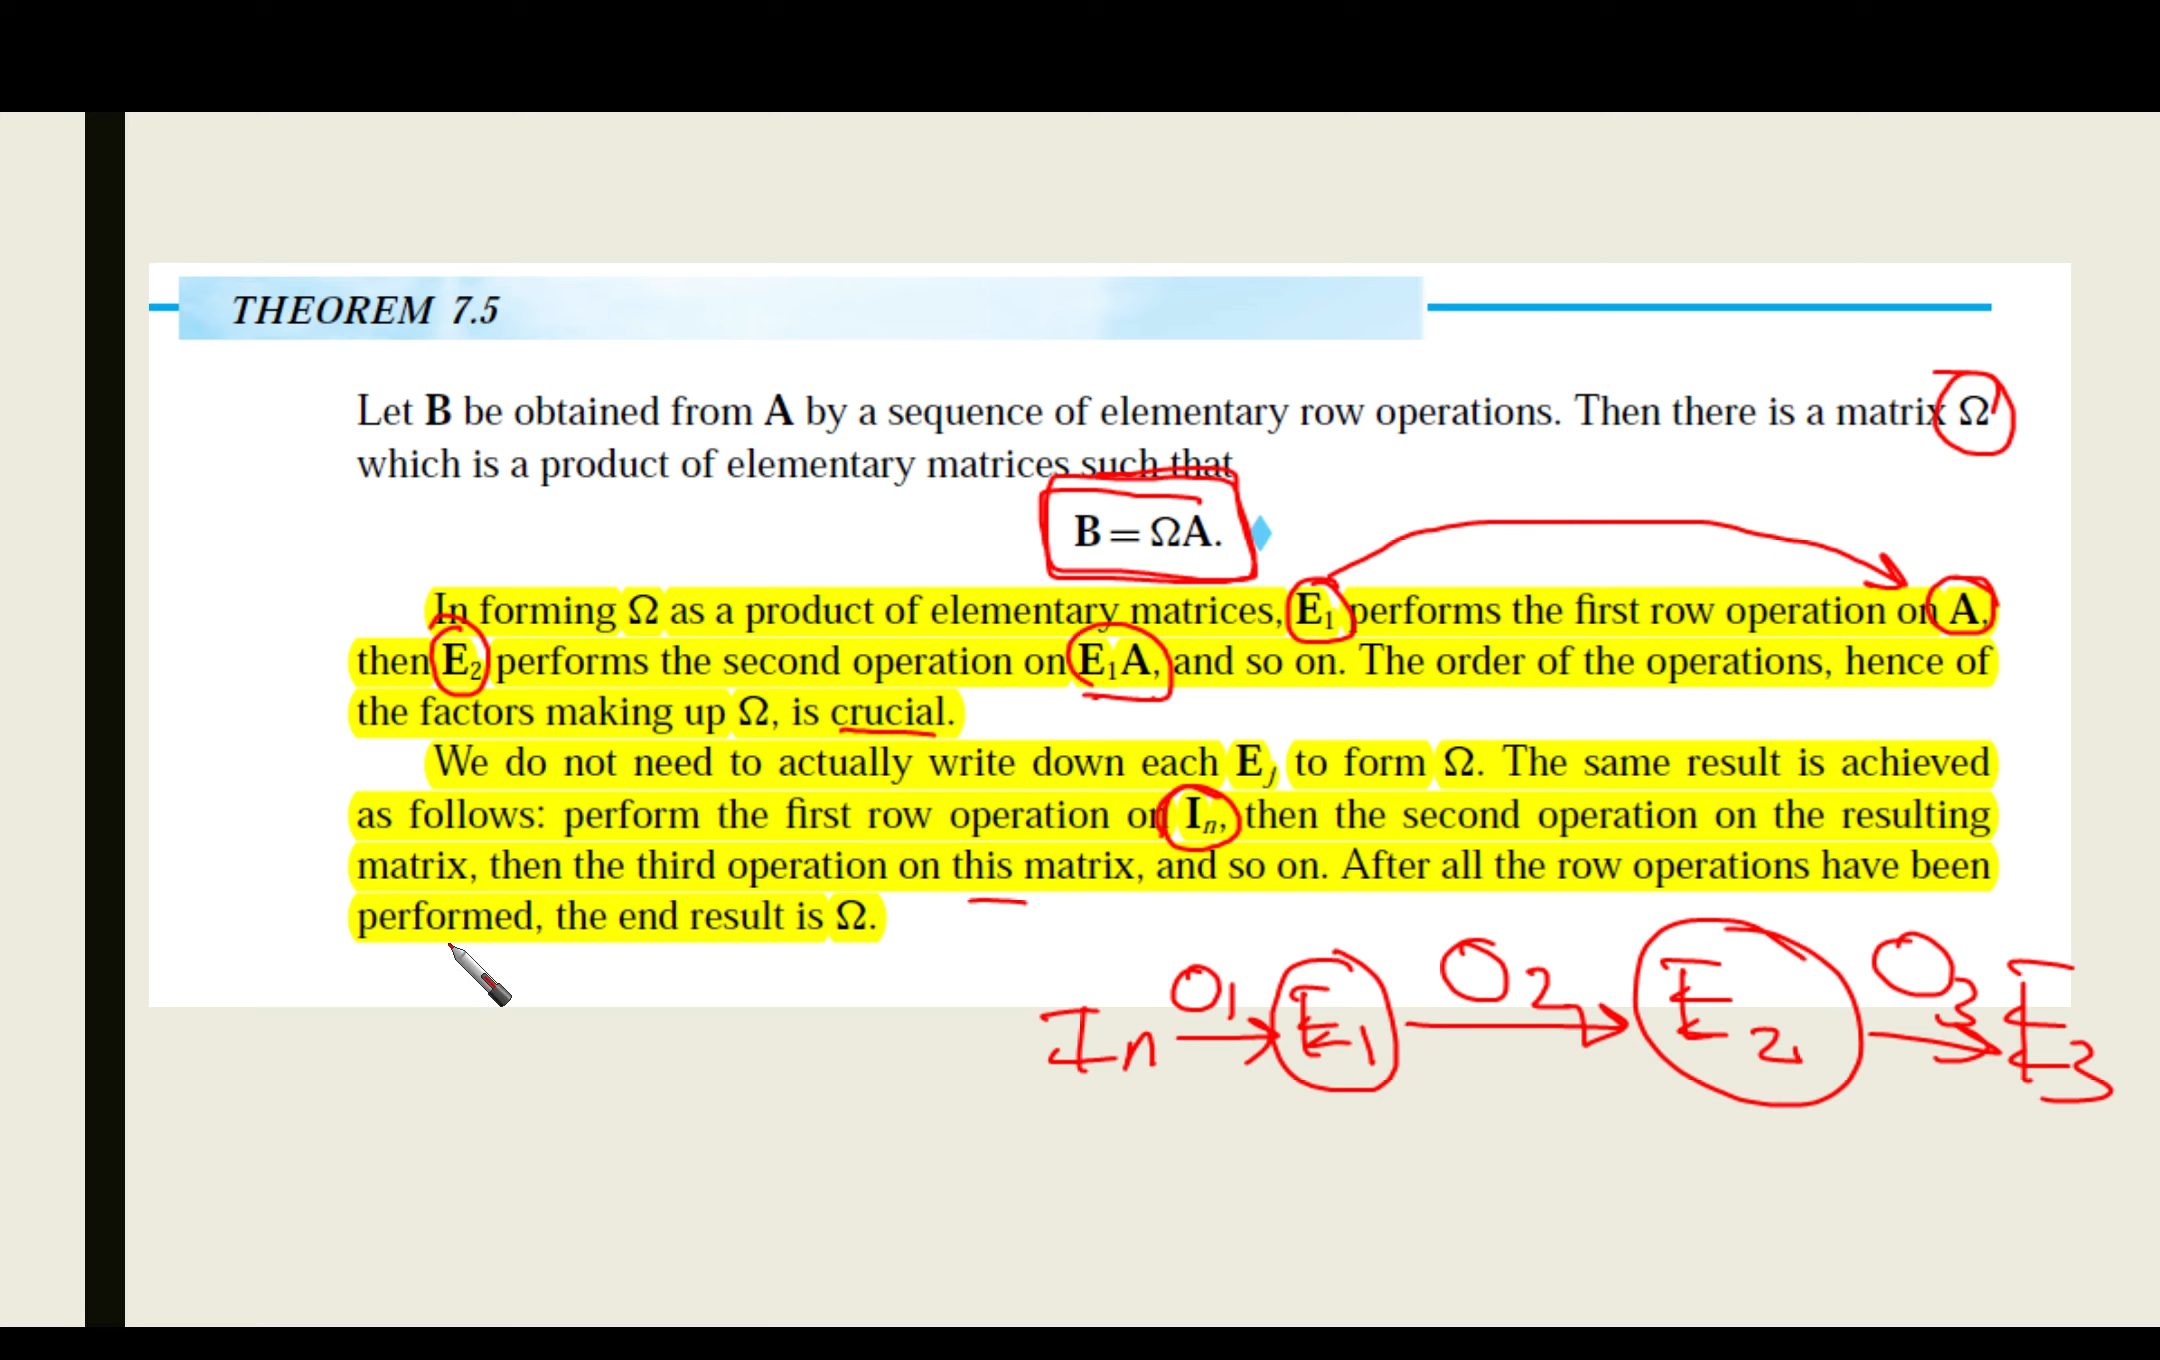 THEOREM 7.5
Let B be obtained from A by a sequence of elementary row operations. Then there is a matrix Ω
which is a product of elementary matrices such that
B = ΩA.
In forming Ω as a product of elementary matrices, E₁ performs the first row operation on A,
then E₂ performs the second operation on E₁A, and so on. The order of the operations, hence of
the factors making up Ω, is crucial.
We do not need to actually write down each Eⱼ to form Ω. The same result is achieved
as follows: perform the first row operation on Iₙ, then the second operation on the resulting
matrix, then the third operation on this matrix, and so on. After all the row operations have been
performed, the end result is Ω.
In O1→ E1 O2→ E2 O3→ E3